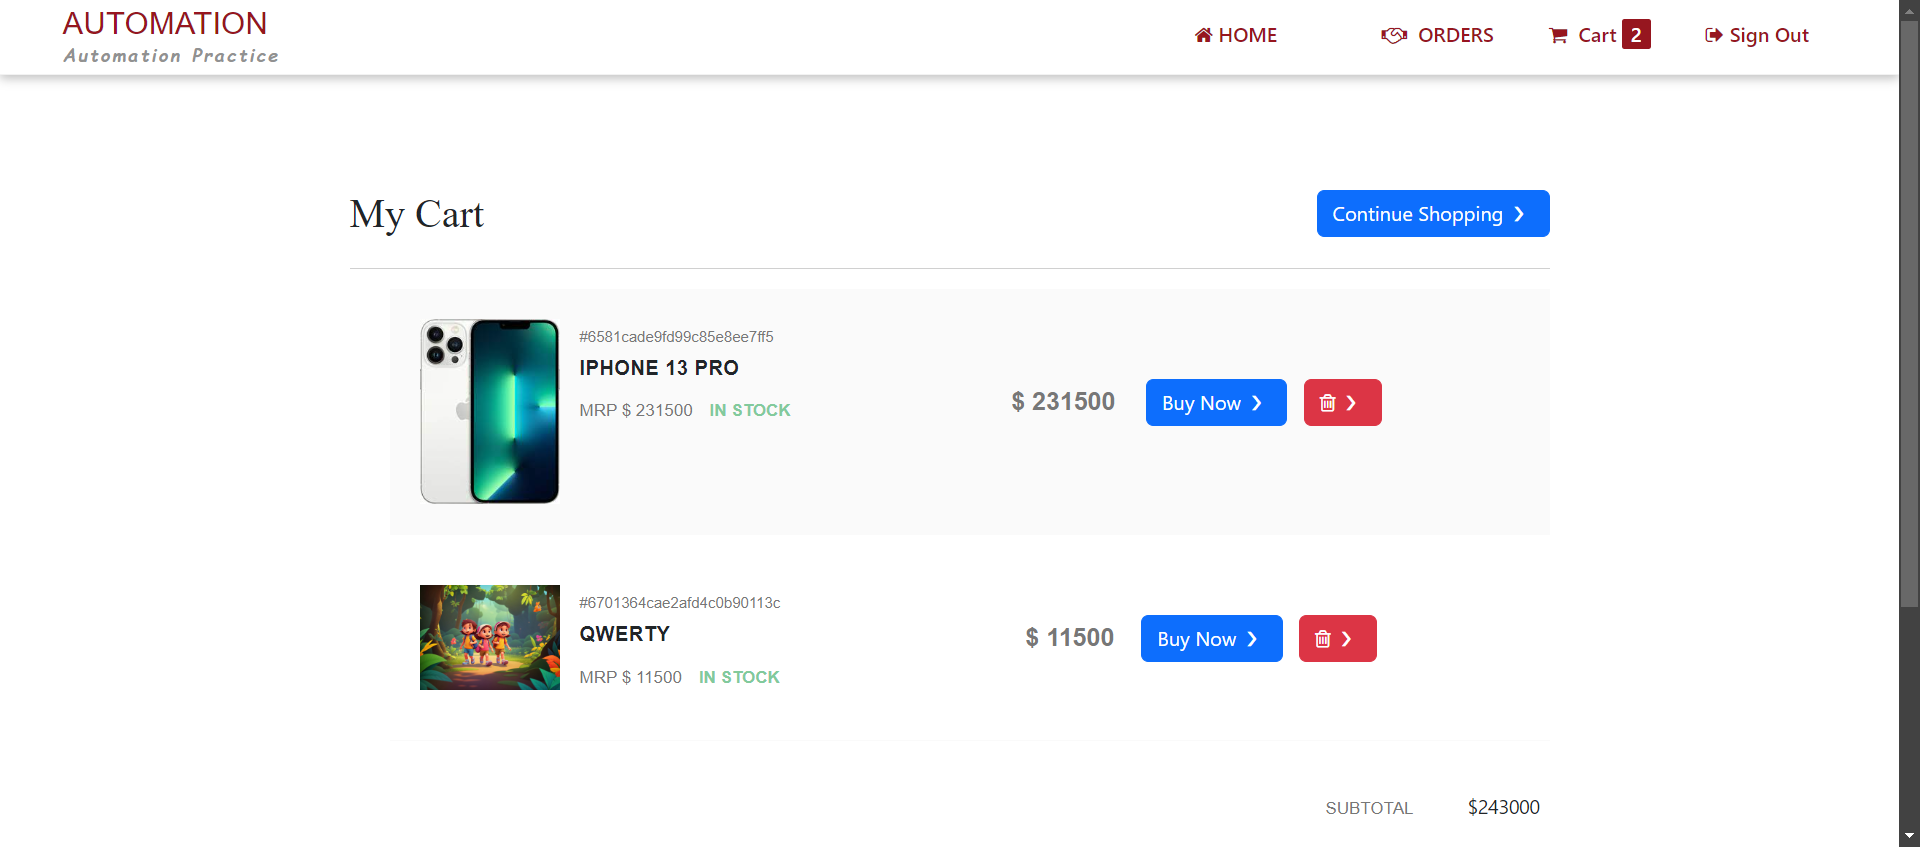 AUTOMATION
Automation Practice
HOME
ORDERS
Cart 2
Sign Out
My Cart
Continue Shopping
#6581cade9fd99c85e8ee7ff5
IPHONE 13 PRO
MRP $ 231500 IN STOCK
$ 231500
Buy Now
#6701364cae2afd4c0b90113c
QWERTY
MRP $ 11500 IN STOCK
$ 11500
Buy Now
SUBTOTAL $243000